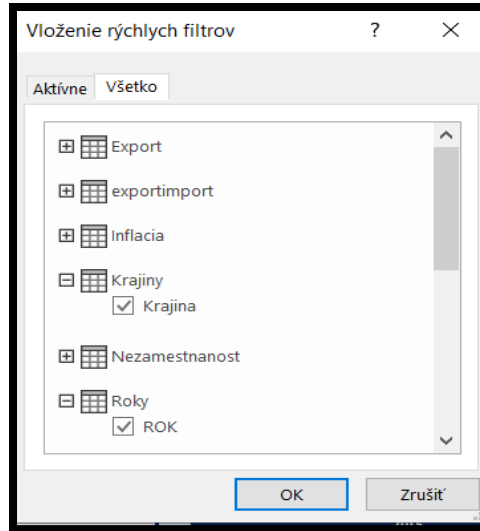 Vloženie rýchlych filtrov ?
Aktívne Všetko
Export
exportimport
Inflacia
Krajiny
Krajina
Nezamestnanost
Roky
ROK
OK Zrušiť